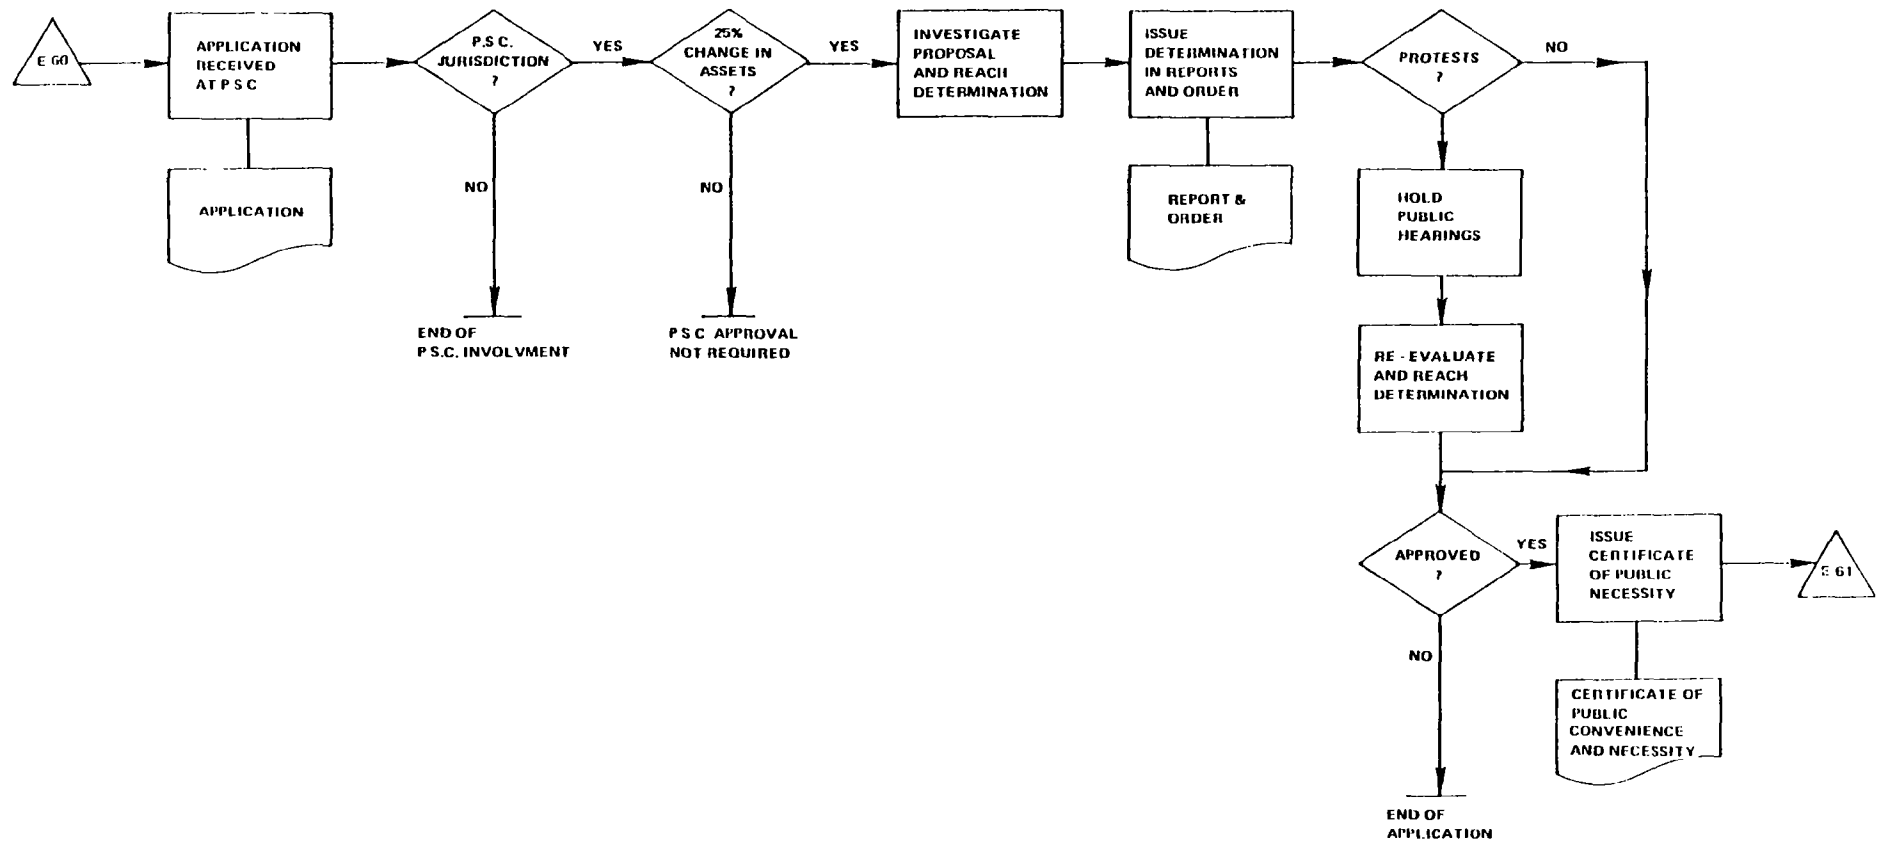 E 60
APPLICATION
RECEIVED
AT P S C
P.S.C.
JURISDICTION
?
YES
25%
CHANGE IN
ASSETS
?
YES
INVESTIGATE
PROPOSAL
AND REACH
DETERMINATION
ISSUE
DETERMINATION
IN REPORTS
AND ORDER
PROTESTS
?
NO
APPLICATION
NO
NO
REPORT &
ORDER
HOLD
PUBLIC
HEARINGS
END OF
P.S.C. INVOLVMENT
P S C APPROVAL
NOT REQUIRED
RE - EVALUATE
AND REACH
DETERMINATION
APPROVED
?
YES
ISSUE
CERTIFICATE
OF PUBLIC
NECESSITY
E 61
NO
CERTIFICATE OF
PUBLIC
CONVENIENCE
AND NECESSITY
END OF
APPLICATION